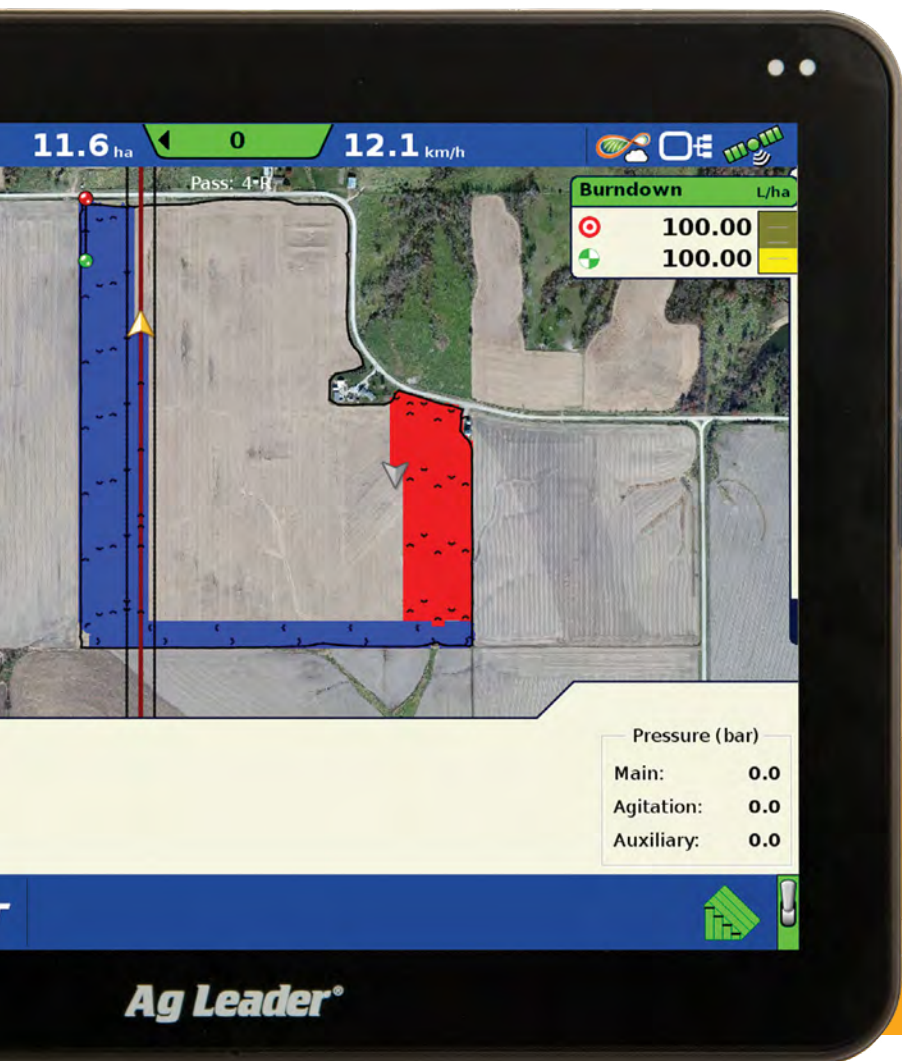 11.6 ha
0
12.1 km/h
Pass: 4-R
Burndown L/ha
100.00
100.00
Pressure (bar)
Main: 0.0
Agitation: 0.0
Auxiliary: 0.0
Ag Leader®